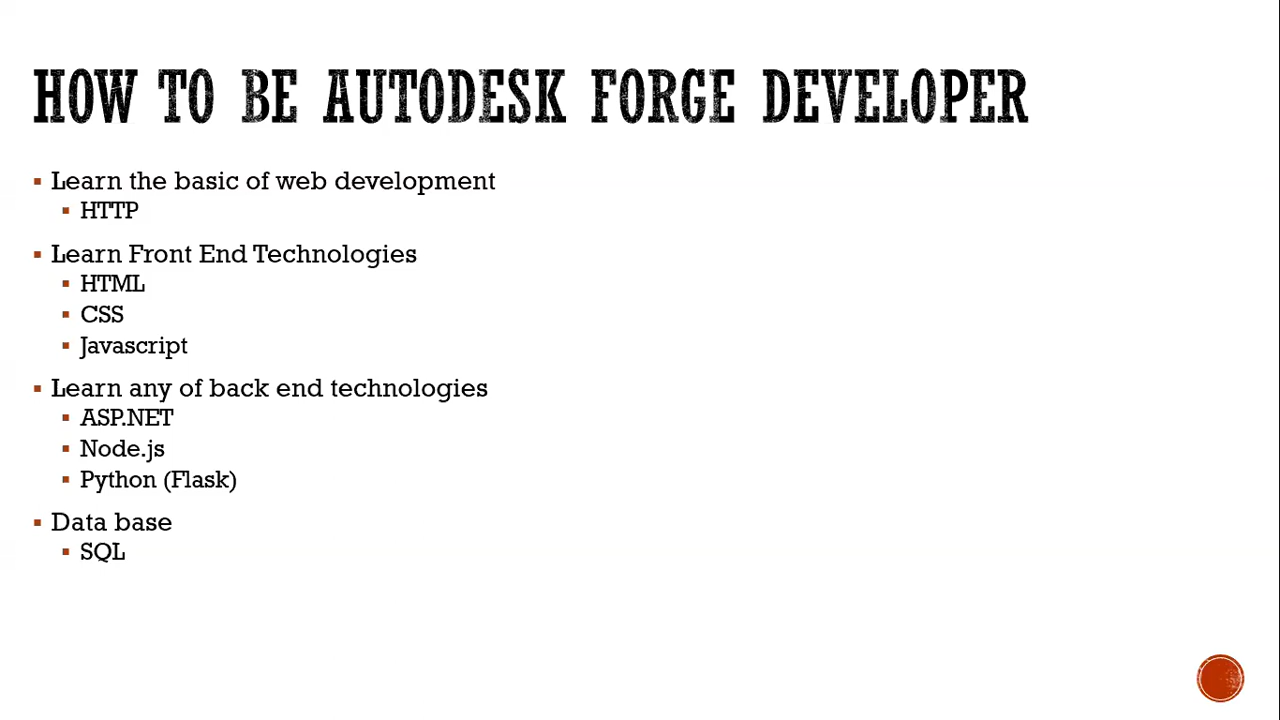 HOW TO BE AUTODESK FORGE DEVELOPER
Learn the basic of web development
HTTP
Learn Front End Technologies
HTML
CSS
Javascript
Learn any of back end technologies
ASP.NET
Node.js
Python (Flask)
Data base
SQL